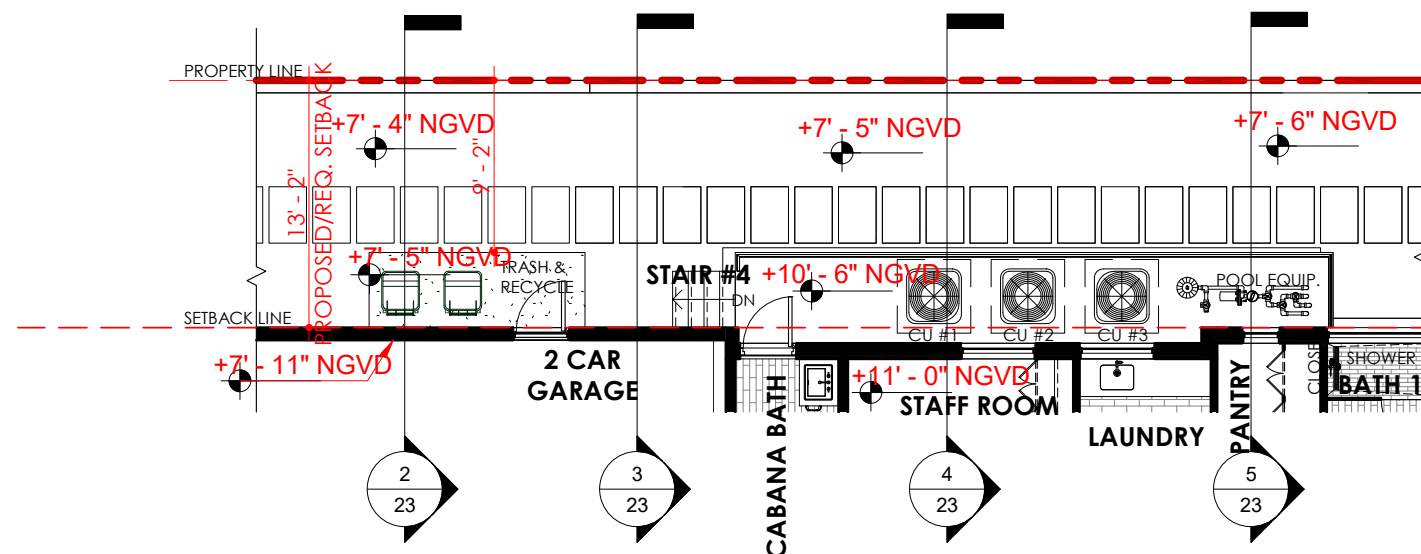 PROPERTY LINE
13' - 2"
PROPOSED/REQ. SETBACK
9' - 2"
+7' - 4" NGVD
+7' - 5" NGVD
+7' - 6" NGVD
+7' - 5" NGVD
TRASH &
RECYCLE
STAIR #4
DN
+10' - 6" NGVD
POOL EQUIP.
SETBACK LINE
CU #1
CU #2
CU #3
+7' - 11" NGVD
2 CAR
GARAGE
CABANA BATH
+11' - 0" NGVD
STAFF ROOM
LAUNDRY
PANTRY
CLOSE
SHOWER
BATH 1
2
23
3
23
4
23
5
23